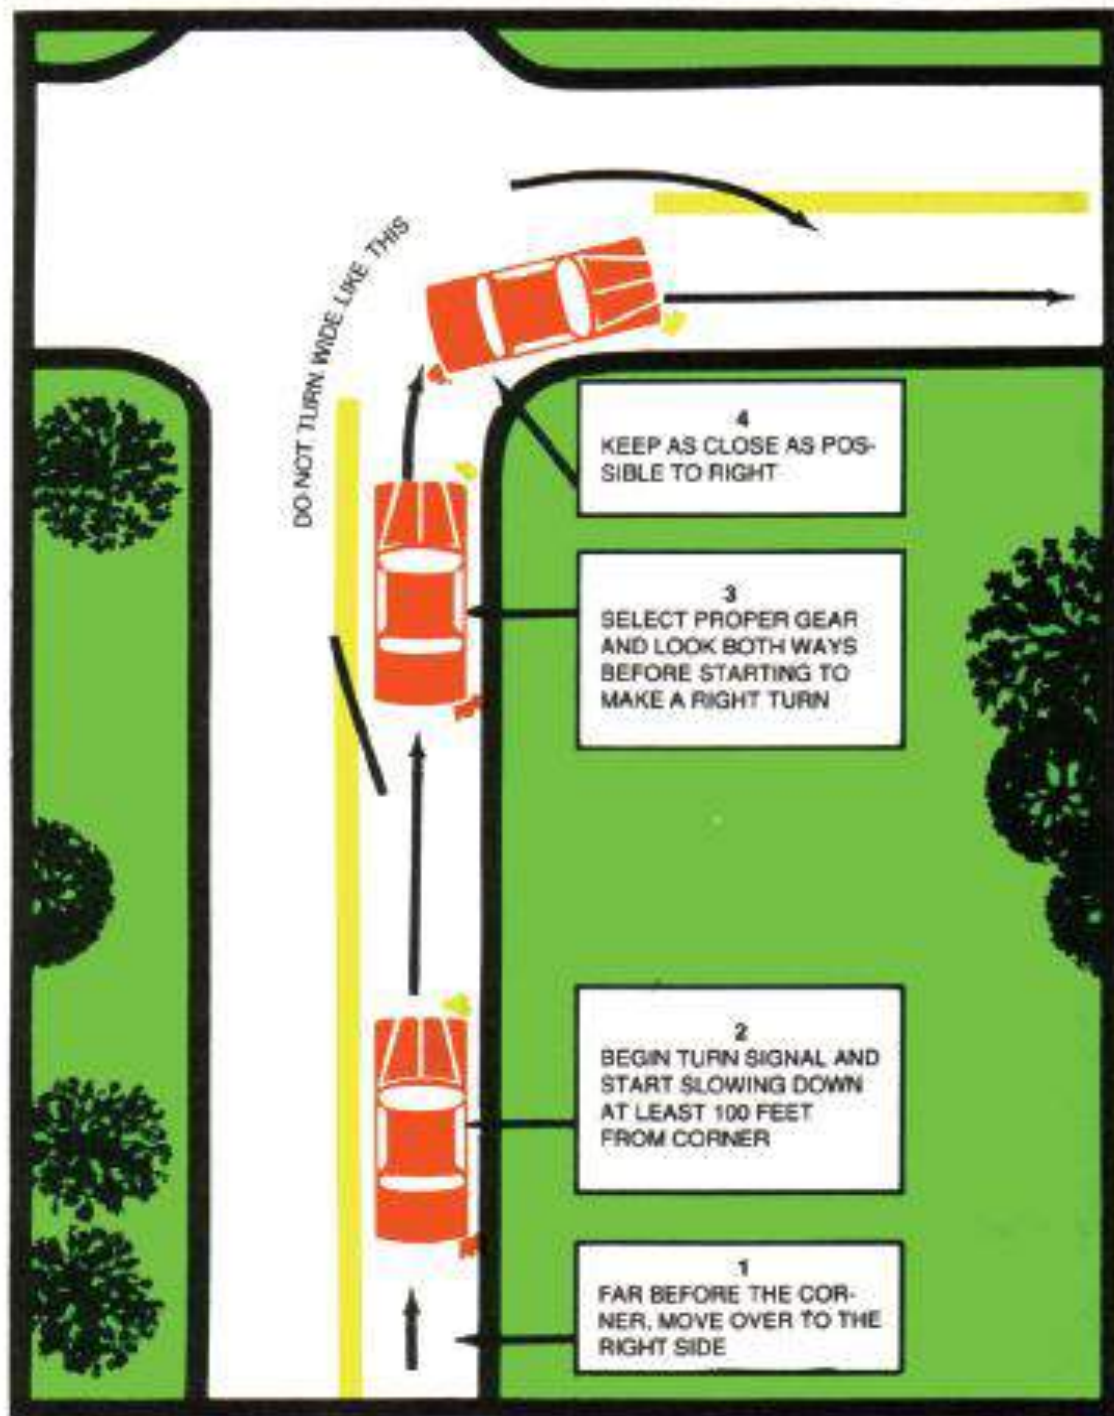 DO NOT TURN WIDE LIKE THIS
4
KEEP AS CLOSE AS POS-
SIBLE TO RIGHT
3
SELECT PROPER GEAR
AND LOOK BOTH WAYS
BEFORE STARTING TO
MAKE A RIGHT TURN
2
BEGIN TURN SIGNAL AND
START SLOWING DOWN
AT LEAST 100 FEET
FROM CORNER
1
FAR BEFORE THE COR-
NER, MOVE OVER TO THE
RIGHT SIDE